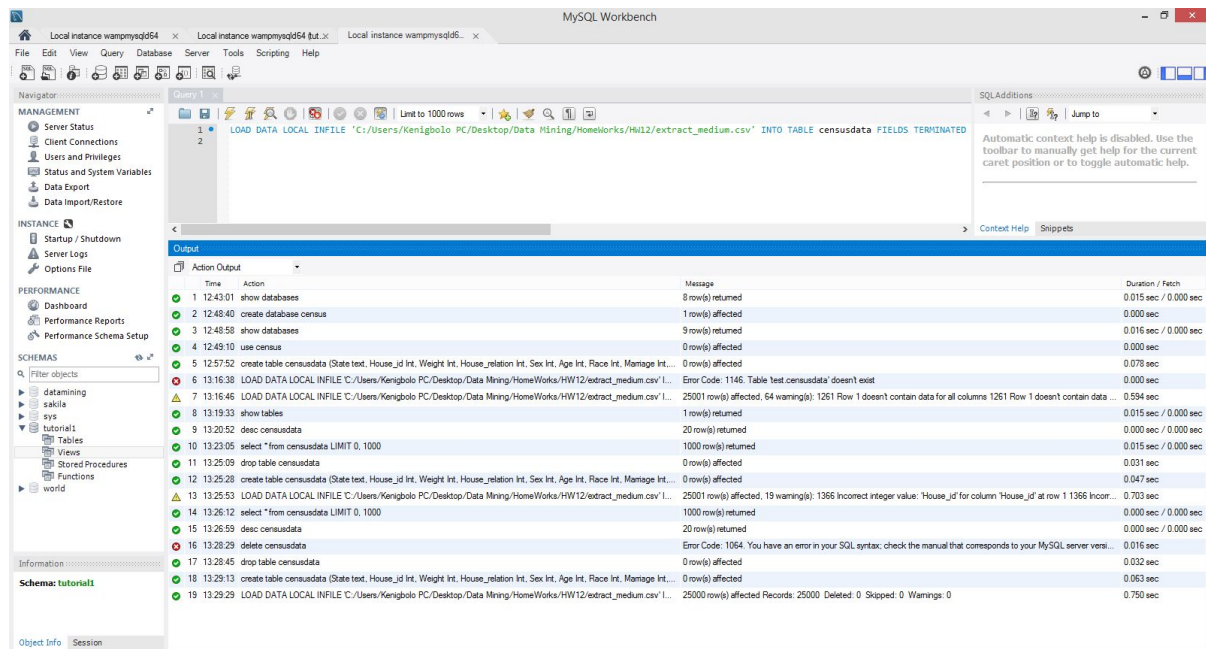 MySQL Workbench
Local instance wampmysqld64 × Local instance wampmysqld64 (tut..× Local instance wampmysqld6.. ×
File Edit View Query Database Server Tools Scripting Help
Navigator
MANAGEMENT
Server Status
Client Connections
Users and Privileges
Status and System Variables
Data Export
Data Import/Restore
INSTANCE
Startup / Shutdown
Server Logs
Options File
PERFORMANCE
Dashboard
Performance Reports
Performance Schema Setup
SCHEMAS
Filter objects
datamining
sakila
sys
tutorial1
Tables
Views
Stored Procedures
Functions
world
Information
Schema: tutorial1
Object Info Session
Query 1 ×
Limit to 1000 rows
1 LOAD DATA LOCAL INFILE 'C:/Users/Kenigbolo PC/Desktop/Data Mining/HomeWorks/HW12/extract_medium.csv' INTO TABLE censusdata FIELDS TERMINATED
2
SQLAdditions
Jump to
Automatic context help is disabled. Use the
toolbar to manually get help for the current
caret position or to toggle automatic help.
Context Help Snippets
Output
Action Output
Time Action Message Duration / Fetch
1 12:43:01 show databases 8 row(s) returned 0.015 sec / 0.000 sec
2 12:48:40 create database census 1 row(s) affected 0.000 sec
3 12:48:58 show databases 9 row(s) returned 0.016 sec / 0.000 sec
4 12:49:10 use census 0 row(s) affected 0.000 sec
5 12:57:52 create table censusdata (State text, House_id Int, Weight Int, House_relation Int, Sex Int, Age Int, Race Int, Marriage Int,... 0 row(s) affected 0.078 sec
6 13:16:38 LOAD DATA LOCAL INFILE 'C:/Users/Kenigbolo PC/Desktop/Data Mining/HomeWorks/HW12/extract_medium.csv' I... Error Code: 1146. Table 'test.censusdata' doesn't exist 0.000 sec
7 13:16:46 LOAD DATA LOCAL INFILE 'C:/Users/Kenigbolo PC/Desktop/Data Mining/HomeWorks/HW12/extract_medium.csv' I... 25001 row(s) affected, 64 warning(s): 1261 Row 1 doesn't contain data for all columns 1261 Row 1 doesn't contain data ... 0.594 sec
8 13:19:33 show tables 1 row(s) returned 0.015 sec / 0.000 sec
9 13:20:52 desc censusdata 20 row(s) returned 0.000 sec / 0.000 sec
10 13:23:05 select * from censusdata LIMIT 0, 1000 1000 row(s) returned 0.015 sec / 0.000 sec
11 13:25:09 drop table censusdata 0 row(s) affected 0.031 sec
12 13:25:28 create table censusdata (State text, House_id Int, Weight Int, House_relation Int, Sex Int, Age Int, Race Int, Marriage Int,... 0 row(s) affected 0.047 sec
13 13:25:53 LOAD DATA LOCAL INFILE 'C:/Users/Kenigbolo PC/Desktop/Data Mining/HomeWorks/HW12/extract_medium.csv' I... 25001 row(s) affected, 19 warning(s): 1366 Incorrect integer value: 'House_id' for column 'House_id' at row 1 1366 Incorr... 0.703 sec
14 13:26:12 select * from censusdata LIMIT 0, 1000 1000 row(s) returned 0.000 sec / 0.000 sec
15 13:26:59 desc censusdata 20 row(s) returned 0.000 sec / 0.000 sec
16 13:28:29 delete censusdata Error Code: 1064. You have an error in your SQL syntax; check the manual that corresponds to your MySQL server versi... 0.016 sec
17 13:28:45 drop table censusdata 0 row(s) affected 0.032 sec
18 13:29:13 create table censusdata (State text, House_id Int, Weight Int, House_relation Int, Sex Int, Age Int, Race Int, Marriage Int,... 0 row(s) affected 0.063 sec
19 13:29:29 LOAD DATA LOCAL INFILE 'C:/Users/Kenigbolo PC/Desktop/Data Mining/HomeWorks/HW12/extract_medium.csv' I... 25000 row(s) affected Records: 25000 Deleted: 0 Skipped: 0 Warnings: 0 0.750 sec